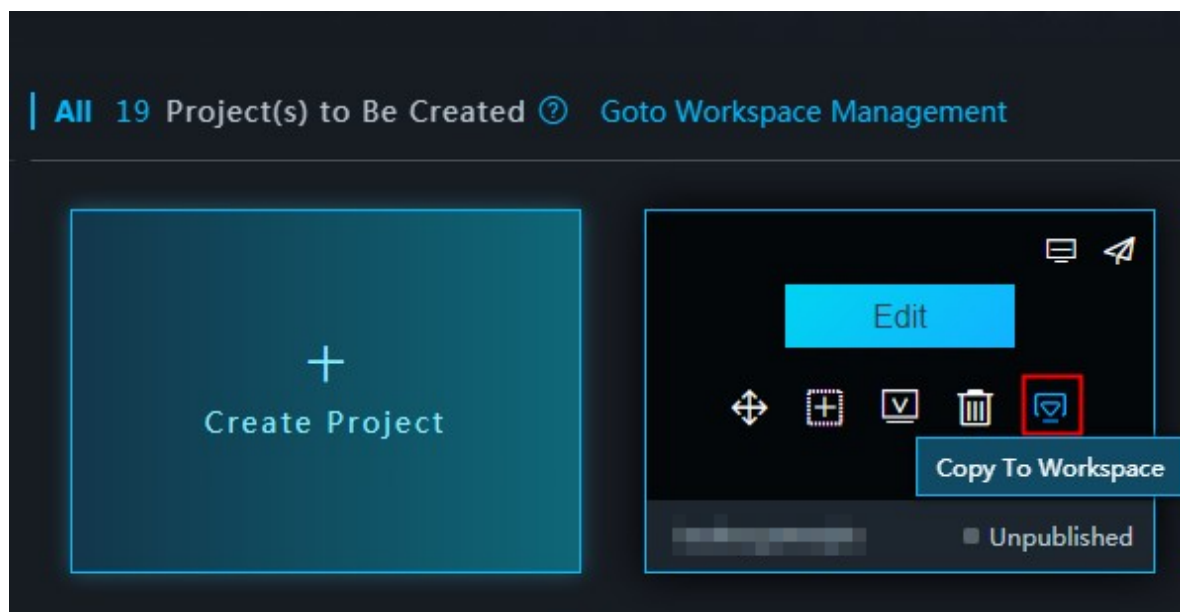 All 19 Project(s) to Be Created ? Goto Workspace Management
Edit
Create Project
Copy To Workspace
Unpublished